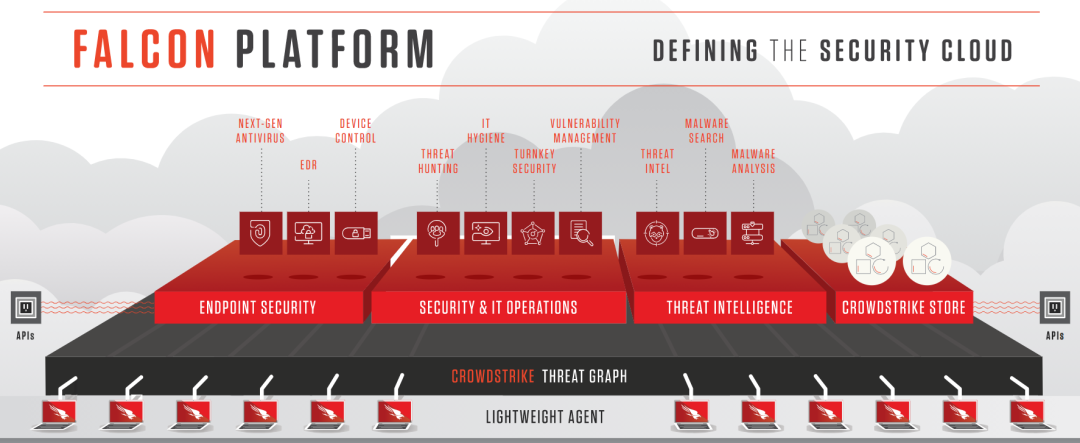 FALCON PLATFORM
DEFINING THE SECURITY CLOUD
NEXT-GEN
ANTIVIRUS
EDR
DEVICE
CONTROL
THREAT
HUNTING
IT
HYGIENE
TURNKEY
SECURITY
VULNERABILITY
MANAGEMENT
THREAT
INTEL
MALWARE
SEARCH
MALWARE
ANALYSIS
ENDPOINT SECURITY
SECURITY & IT OPERATIONS
THREAT INTELLIGENCE
CROWDSTRIKE STORE
APIs
APIs
CROWDSTRIKE THREAT GRAPH
LIGHTWEIGHT AGENT